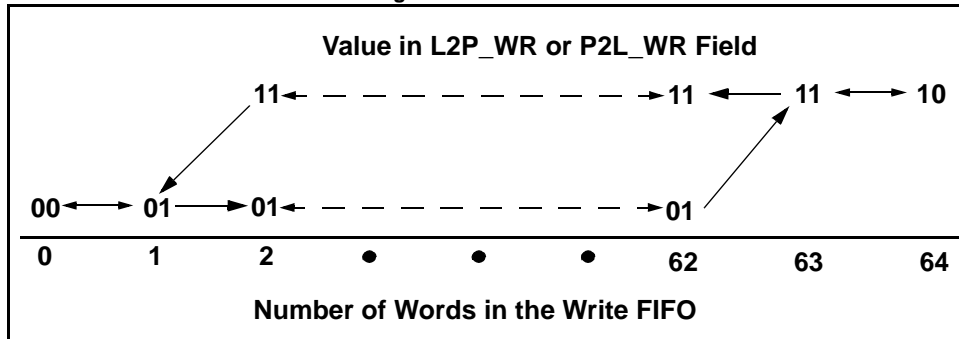 Value in L2P_WR or P2L_WR Field
11 11 11 10
00 01 01 01
0 1 2 62 63 64
Number of Words in the Write FIFO